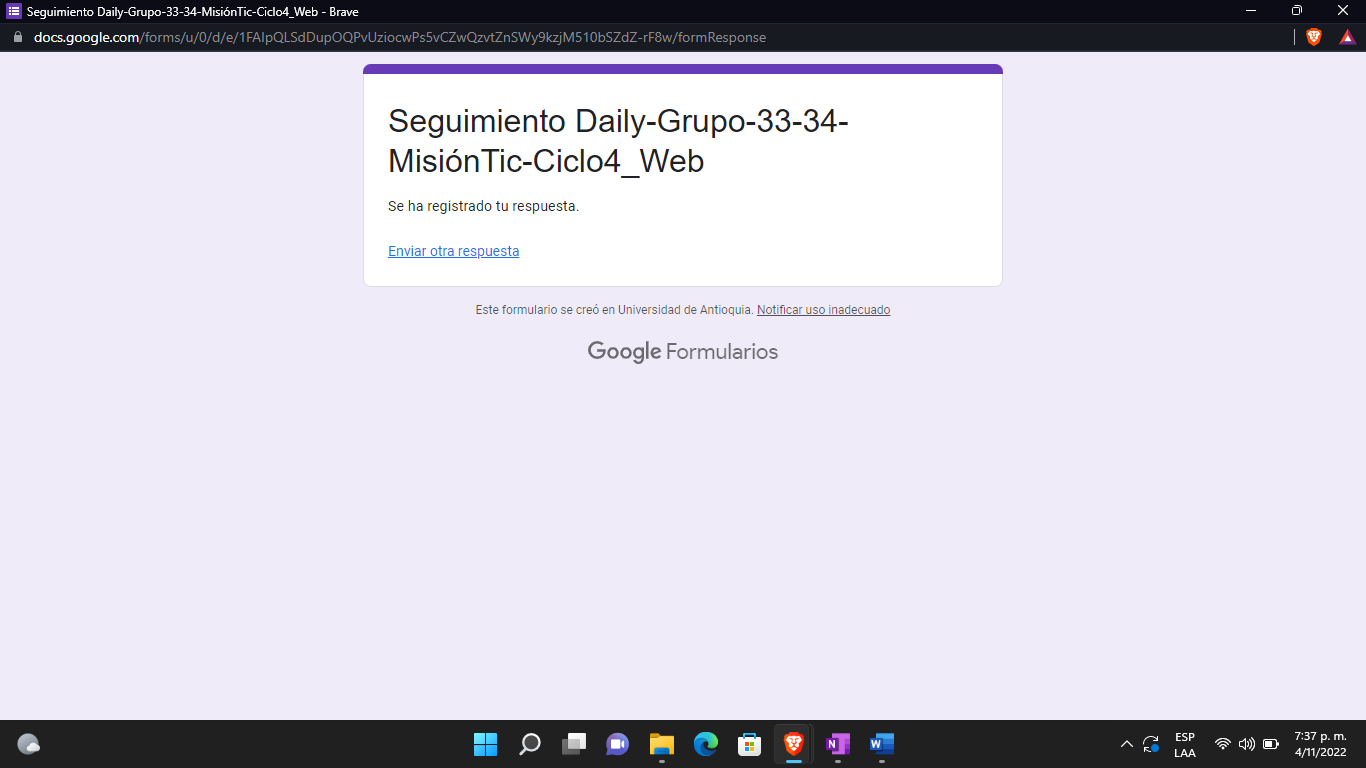 Seguimiento Daily-Grupo-33-34-MisiónTic-Ciclo4_Web - Brave
docs.google.com/forms/u/0/d/e/1FAIpQLSdDupOQPvUziocwPs5vCZwQzvtZnSWy9kzjM510bSZdZ-rF8w/formResponse
Seguimiento Daily-Grupo-33-34-
MisiónTic-Ciclo4_Web
Se ha registrado tu respuesta.
Enviar otra respuesta
Este formulario se creó en Universidad de Antioquia. Notificar uso inadecuado
Google Formularios
ESP
LAA
7:37 p. m.
4/11/2022